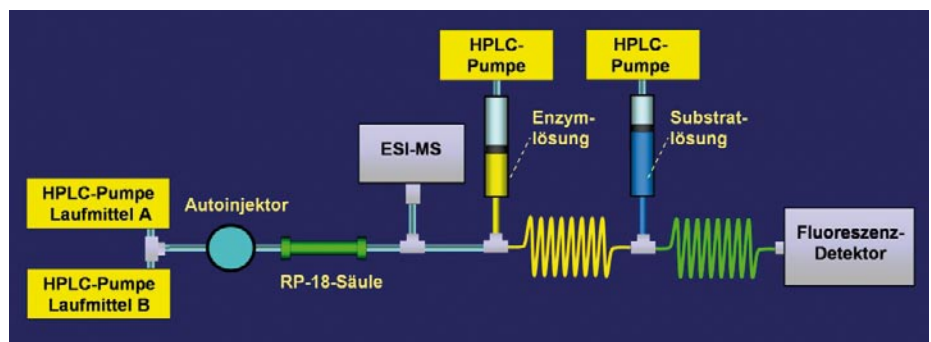 HPLC-
Pumpe
HPLC-
Pumpe
Enzym-
lösung
Substrat-
lösung
ESI-MS
HPLC-Pumpe
Laufmittel A
Autoinjektor
RP-18-Säule
HPLC-Pumpe
Laufmittel B
Fluoreszenz-
Detektor